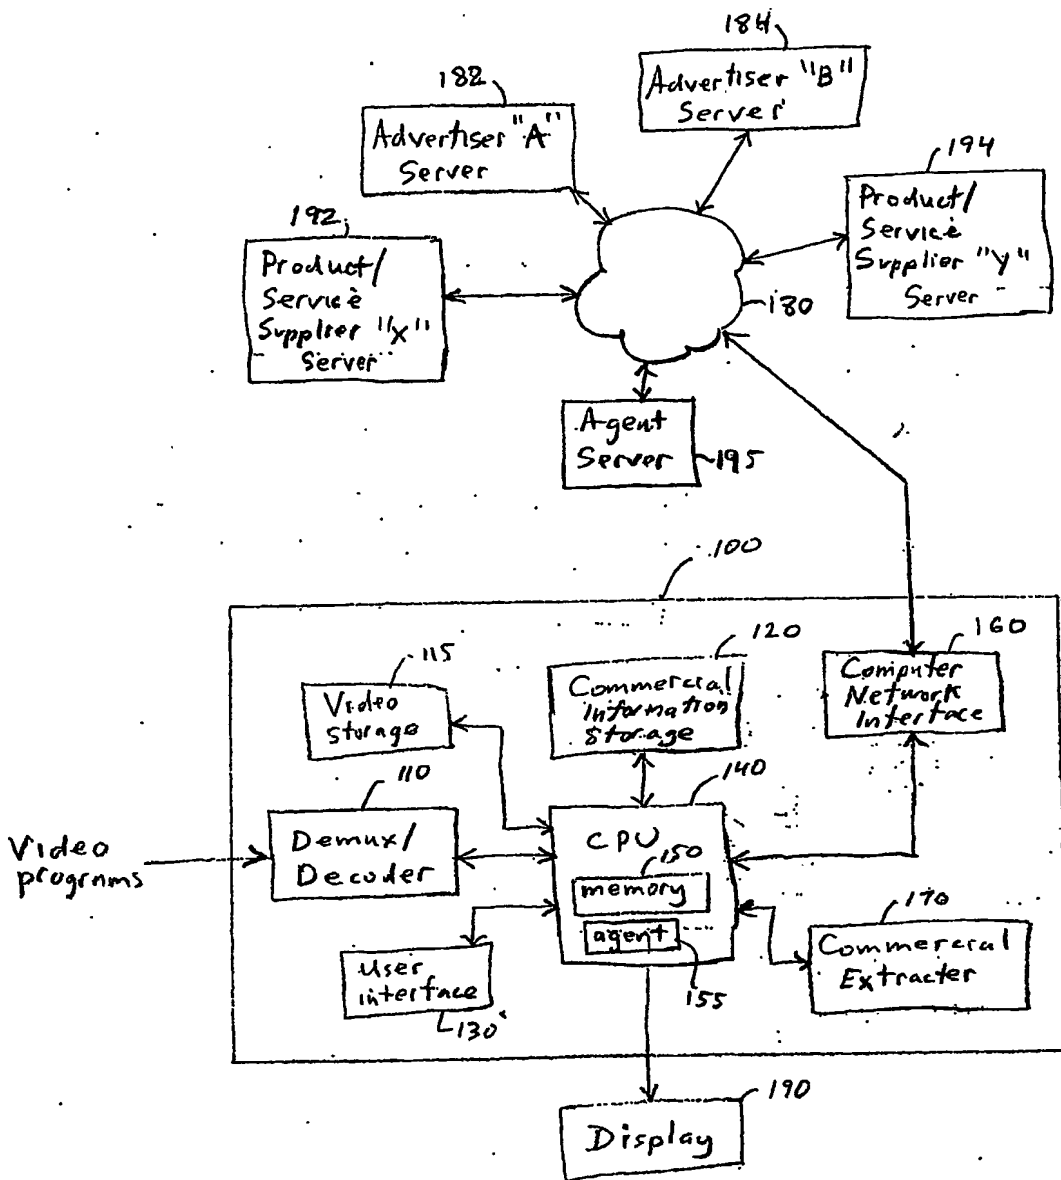 184
Advertiser "B"
Server
182
Advertiser "A"
Server
194
Product/
Service
Supplier "Y"
Server
192
Product/
Service
Supplier "X"
Server
180
Agent
Server
195
100
115
Video
Storage
120
Commercial
Information
Storage
160
Computer
Network
Interface
110
Demux/
Decoder
140
CPU
150
memory
agent
155
Video
programs
170
Commercial
Extracter
User
interface
130
190
Display